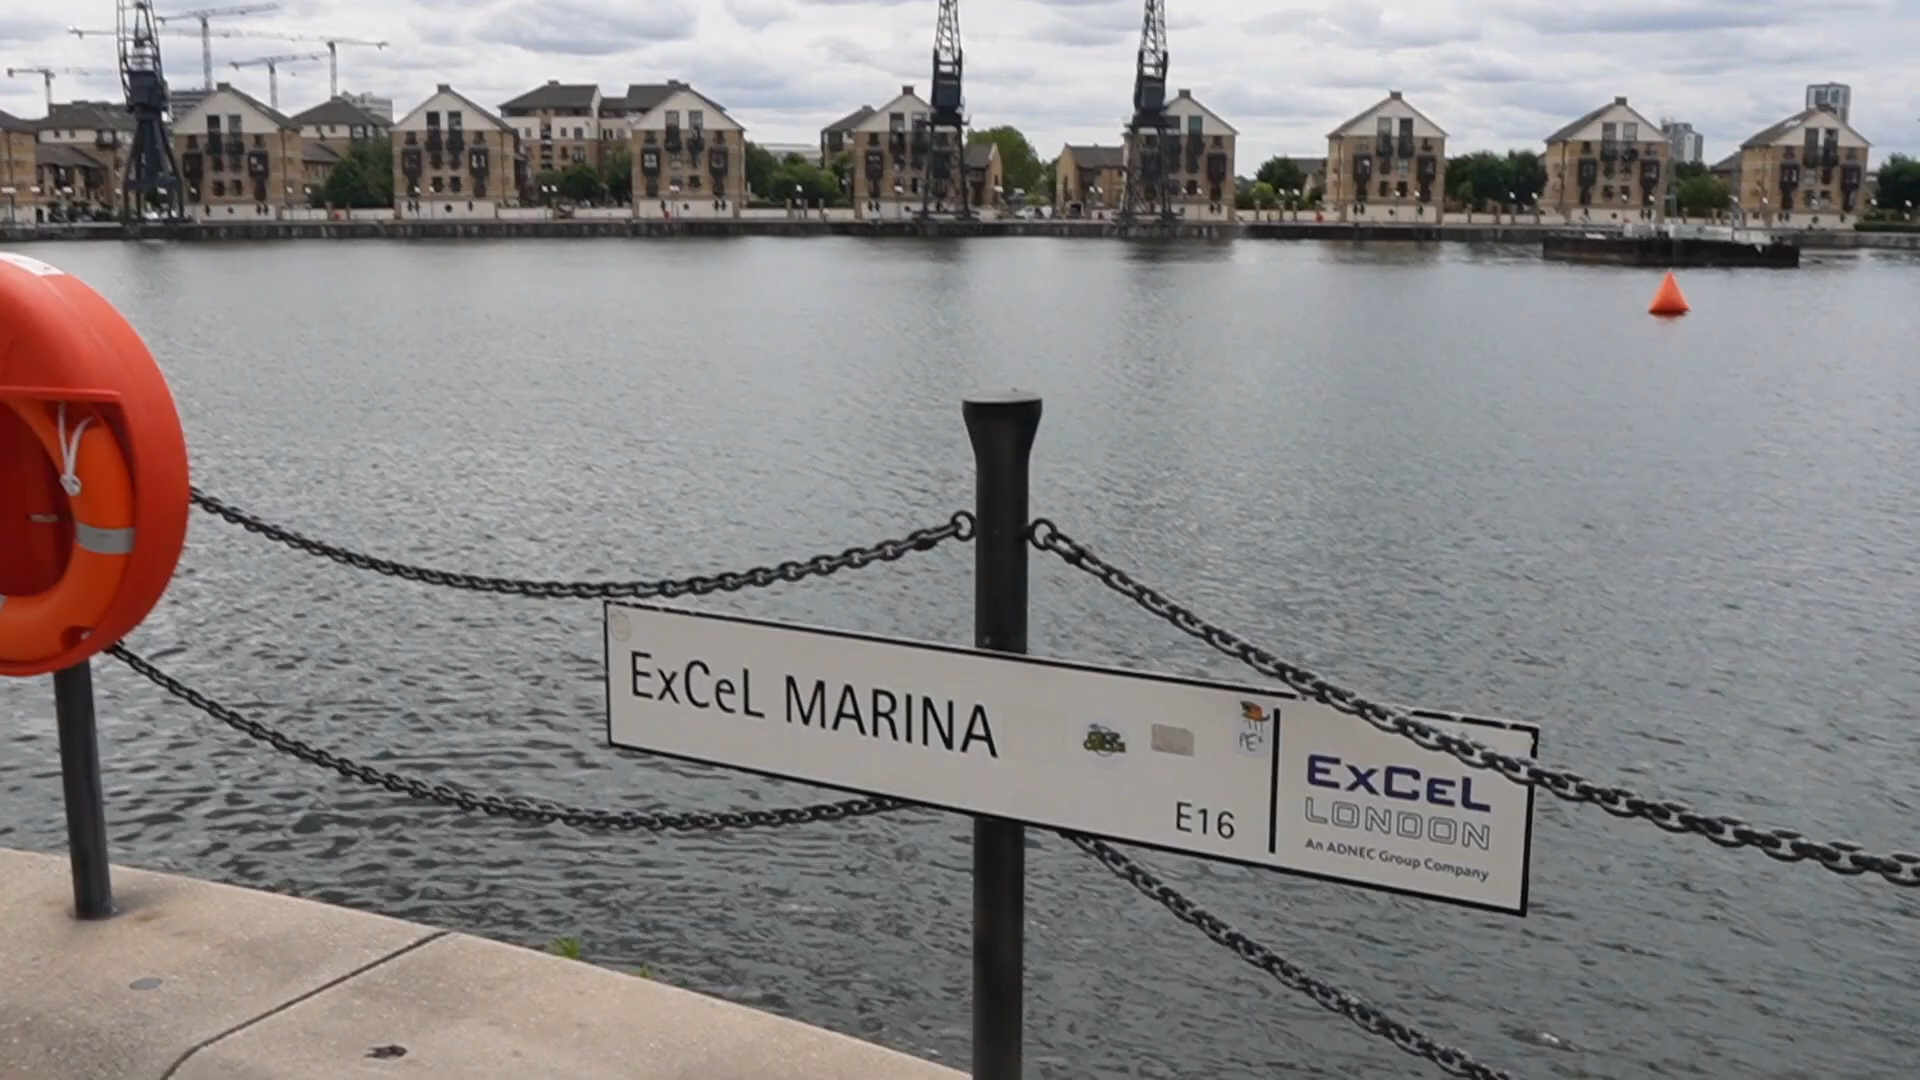 ExCeL MARINA
E16
ExCeL
LONDON
An ADNEC Group Company